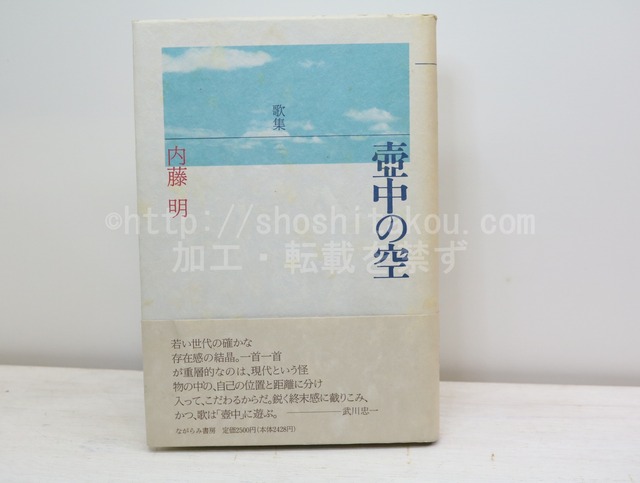 歌集
壺中の空
内藤 明
©http://shoshitukou.com
加工・転載を禁ず
若い世代の確かな
存在感の結晶。一首一首
が重層的なのは、現代という怪
物の中の、自己の位置と距離に分け
入って、こだわるからだ。鋭く終末感に截りこみ、
かつ、歌は「壺中」に遊ぶ。――武川忠一
ながらみ書房 定価2500円(本体2428円)